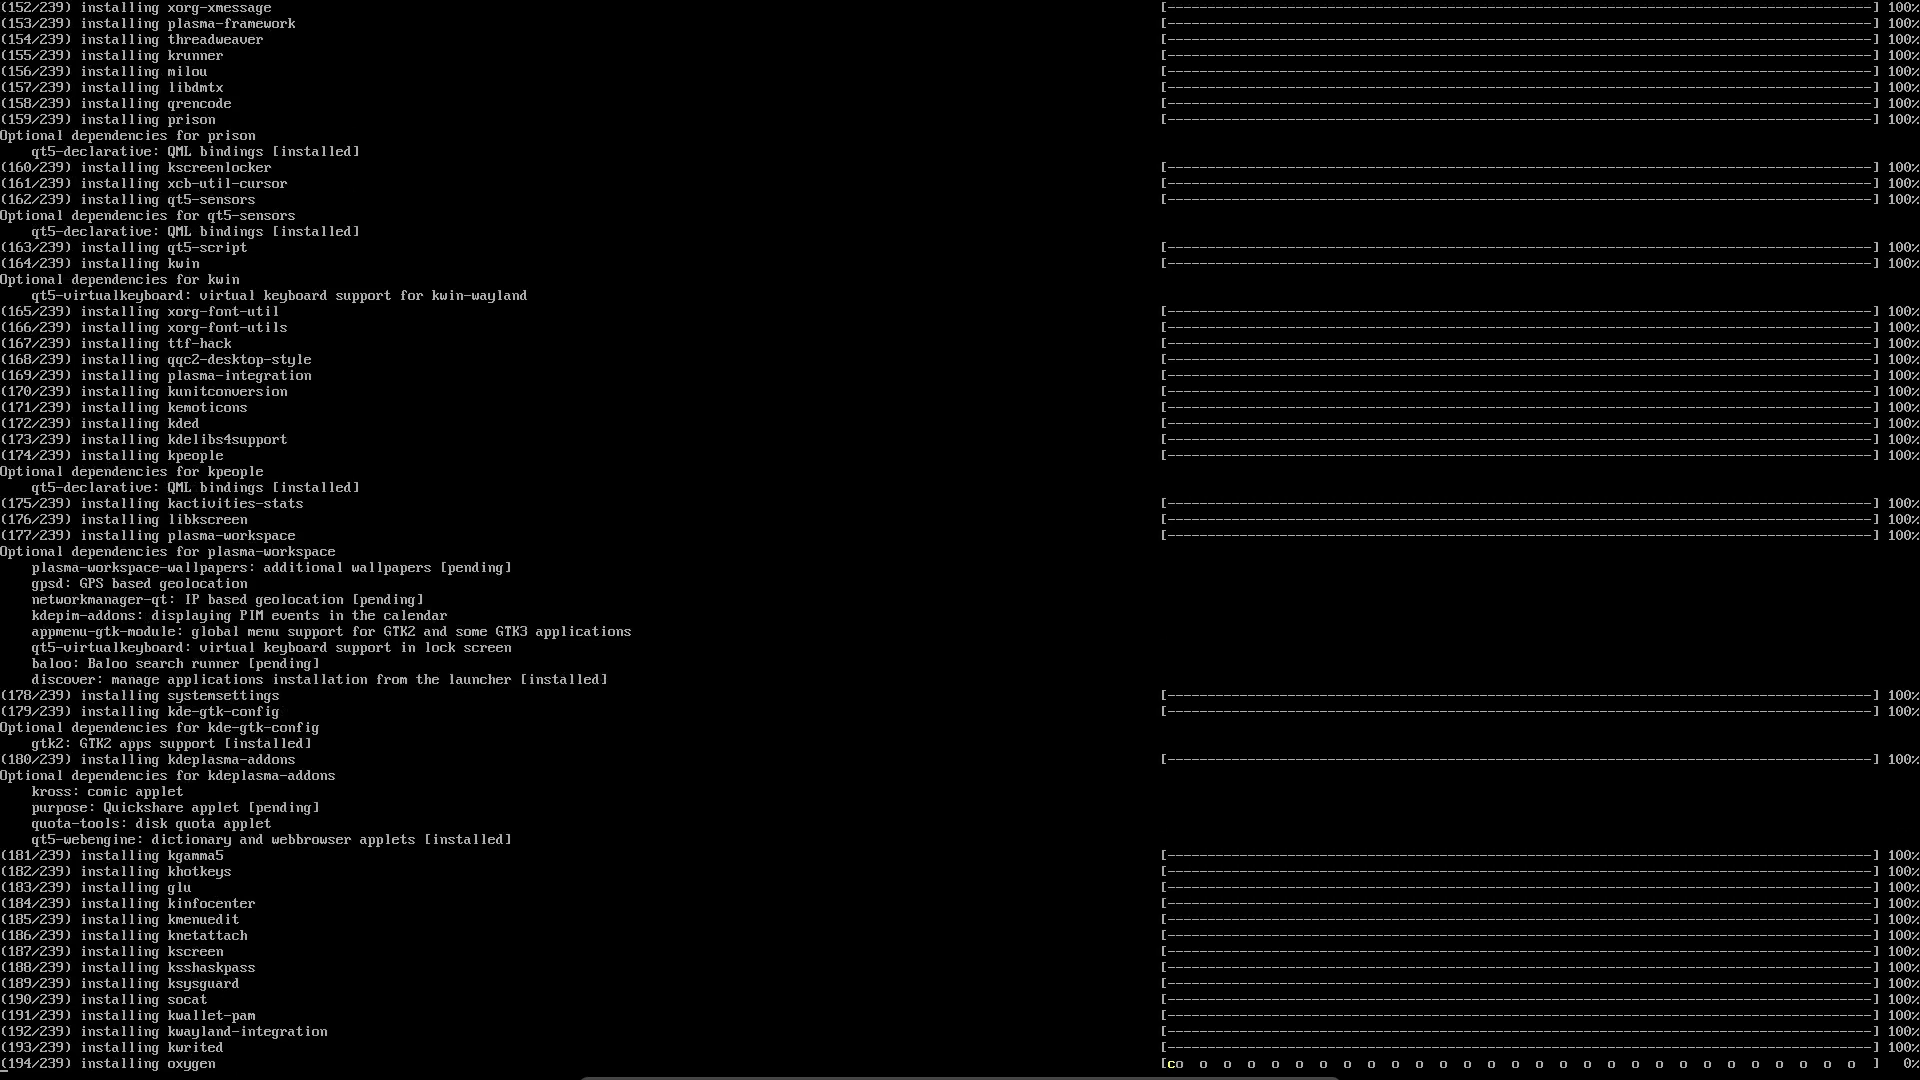 (152/239) installing xorg-xmessage [----------------------------------------------------------------------------------------] 100%
(153/239) installing plasma-framework [----------------------------------------------------------------------------------------] 100%
(154/239) installing threadweaver [----------------------------------------------------------------------------------------] 100%
(155/239) installing krunner [----------------------------------------------------------------------------------------] 100%
(156/239) installing milou [----------------------------------------------------------------------------------------] 100%
(157/239) installing libdmtx [----------------------------------------------------------------------------------------] 100%
(158/239) installing qrencode [----------------------------------------------------------------------------------------] 100%
(159/239) installing prison [----------------------------------------------------------------------------------------] 100%
Optional dependencies for prison
    qt5-declarative: QML bindings [installed]
(160/239) installing kscreenlocker [----------------------------------------------------------------------------------------] 100%
(161/239) installing xcb-util-cursor [----------------------------------------------------------------------------------------] 100%
(162/239) installing qt5-sensors [----------------------------------------------------------------------------------------] 100%
Optional dependencies for qt5-sensors
    qt5-declarative: QML bindings [installed]
(163/239) installing qt5-script [----------------------------------------------------------------------------------------] 100%
(164/239) installing kwin [----------------------------------------------------------------------------------------] 100%
Optional dependencies for kwin
    qt5-virtualkeyboard: virtual keyboard support for kwin-wayland
(165/239) installing xorg-font-util [----------------------------------------------------------------------------------------] 100%
(166/239) installing xorg-font-utils [----------------------------------------------------------------------------------------] 100%
(167/239) installing ttf-hack [----------------------------------------------------------------------------------------] 100%
(168/239) installing qqc2-desktop-style [----------------------------------------------------------------------------------------] 100%
(169/239) installing plasma-integration [----------------------------------------------------------------------------------------] 100%
(170/239) installing kunitconversion [----------------------------------------------------------------------------------------] 100%
(171/239) installing kemoticons [----------------------------------------------------------------------------------------] 100%
(172/239) installing kded [----------------------------------------------------------------------------------------] 100%
(173/239) installing kdelibs4support [----------------------------------------------------------------------------------------] 100%
(174/239) installing kpeople [----------------------------------------------------------------------------------------] 100%
Optional dependencies for kpeople
    qt5-declarative: QML bindings [installed]
(175/239) installing kactivities-stats [----------------------------------------------------------------------------------------] 100%
(176/239) installing libkscreen [----------------------------------------------------------------------------------------] 100%
(177/239) installing plasma-workspace [----------------------------------------------------------------------------------------] 100%
Optional dependencies for plasma-workspace
    plasma-workspace-wallpapers: additional wallpapers [pending]
    gpsd: GPS based geolocation
    networkmanager-qt: IP based geolocation [pending]
    kdepim-addons: displaying PIM events in the calendar
    appmenu-gtk-module: global menu support for GTK2 and some GTK3 applications
    qt5-virtualkeyboard: virtual keyboard support in lock screen
    baloo: Baloo search runner [pending]
    discover: manage applications installation from the launcher [installed]
(178/239) installing systemsettings [----------------------------------------------------------------------------------------] 100%
(179/239) installing kde-gtk-config [----------------------------------------------------------------------------------------] 100%
Optional dependencies for kde-gtk-config
    gtk2: GTK2 apps support [installed]
(180/239) installing kdeplasma-addons [----------------------------------------------------------------------------------------] 100%
Optional dependencies for kdeplasma-addons
    kross: comic applet
    purpose: Quickshare applet [pending]
    quota-tools: disk quota applet
    qt5-webengine: dictionary and webbrowser applets [installed]
(181/239) installing kgamma5 [----------------------------------------------------------------------------------------] 100%
(182/239) installing khotkeys [----------------------------------------------------------------------------------------] 100%
(183/239) installing glu [----------------------------------------------------------------------------------------] 100%
(184/239) installing kinfocenter [----------------------------------------------------------------------------------------] 100%
(185/239) installing kmenuedit [----------------------------------------------------------------------------------------] 100%
(186/239) installing knetattach [----------------------------------------------------------------------------------------] 100%
(187/239) installing kscreen [----------------------------------------------------------------------------------------] 100%
(188/239) installing ksshaskpass [----------------------------------------------------------------------------------------] 100%
(189/239) installing ksysguard [----------------------------------------------------------------------------------------] 100%
(190/239) installing socat [----------------------------------------------------------------------------------------] 100%
(191/239) installing kwallet-pam [----------------------------------------------------------------------------------------] 100%
(192/239) installing kwayland-integration [----------------------------------------------------------------------------------------] 100%
(193/239) installing kwrited [----------------------------------------------------------------------------------------] 100%
(194/239) installing oxygen [co  o  o  o  o  o  o  o  o  o  o  o  o  o  o  o  o  o  o  o  o  o  o  o  o  o  o  o  o  ] 0%